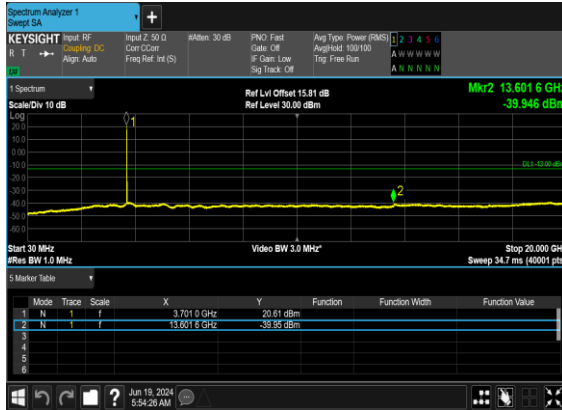 Spectrum Analyzer 1
Swept SA
+
KEYSIGHT Input: RF Input Z: 50 Ω #Atten: 30 dB PNO: Fast Avg Type: Power (RMS) 1 2 3 4 5 6
R T Coupling: DC Corr CCorr Gate: Off Avg|Hold: 100/100 A W W W W W
Align: Auto Freq Ref: Int (S) IF Gain: Low Trig: Free Run
Sig Track: Off A N N N N N
1 Spectrum Ref Lvl Offset 15.81 dB Mkr2 13.601 6 GHz
Scale/Div 10 dB Ref Level 30.00 dBm -39.946 dBm
Log
1
20.0
10.0
0.00
-10.0
DL1 -13.00 dBm
-20.0
-30.0
2
-40.0
-50.0
-60.0
Start 30 MHz Video BW 3.0 MHz* Stop 20.000 GH
#Res BW 1.0 MHz Sweep 34.7 ms (40001 pts
5 Marker Table
Mode Trace Scale X Y Function Function Width Function Value
1 N 1 f 3.701 0 GHz 20.61 dBm
2 N 1 f 13.601 6 GHz -39.95 dBm
3
4
5
6
? Jun 19, 2024
5:54:26 AM